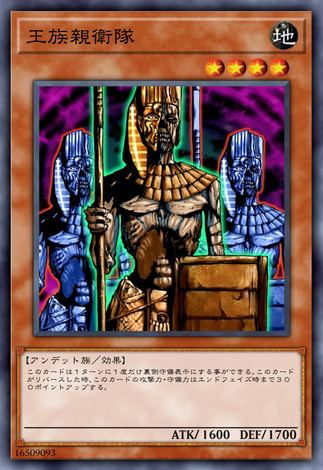 王族親衛隊
地
【アンデット族／効果】
このカードは１ターンに１度だけ裏側守備表示にする事ができる。このカード
がリバースした時、このカードの攻撃力・守備力はエンドフェイズ時まで３０
０ポイントアップする。
ATK/ 1600 DEF/1700
16509093